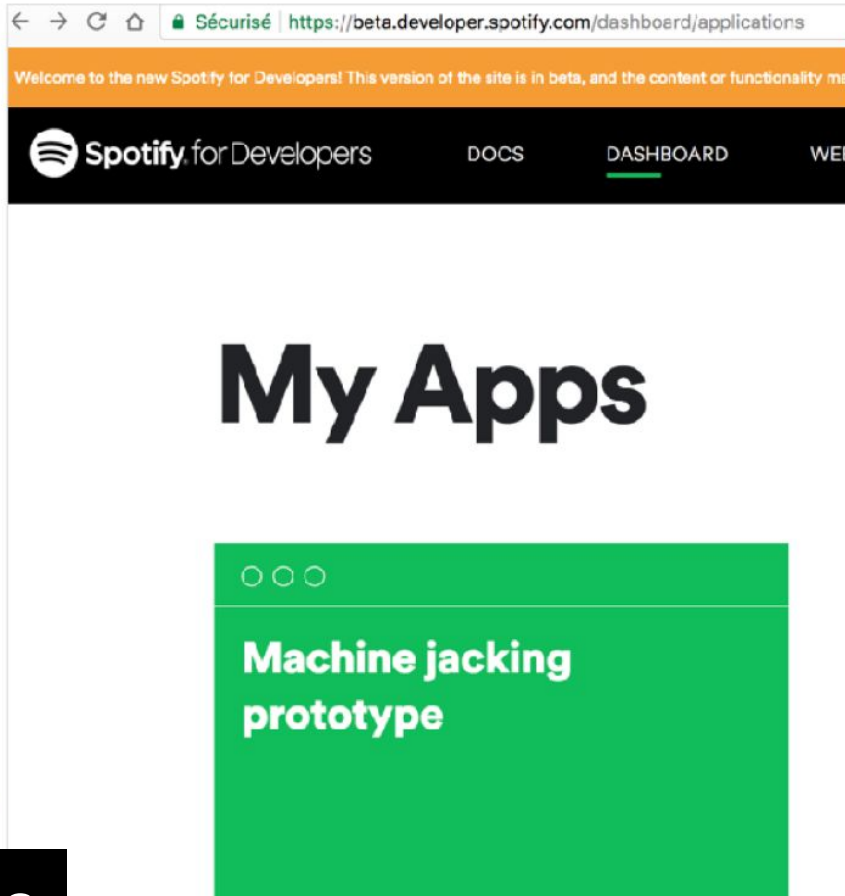 Sécurisé https://beta.developer.spotify.com/dashboard/applications
Welcome to the new Spotify for Developers! This version of the site is in beta, and the content or functionality ma
Spotify for Developers DOCS DASHBOARD WEB
My Apps
Machine jacking
prototype